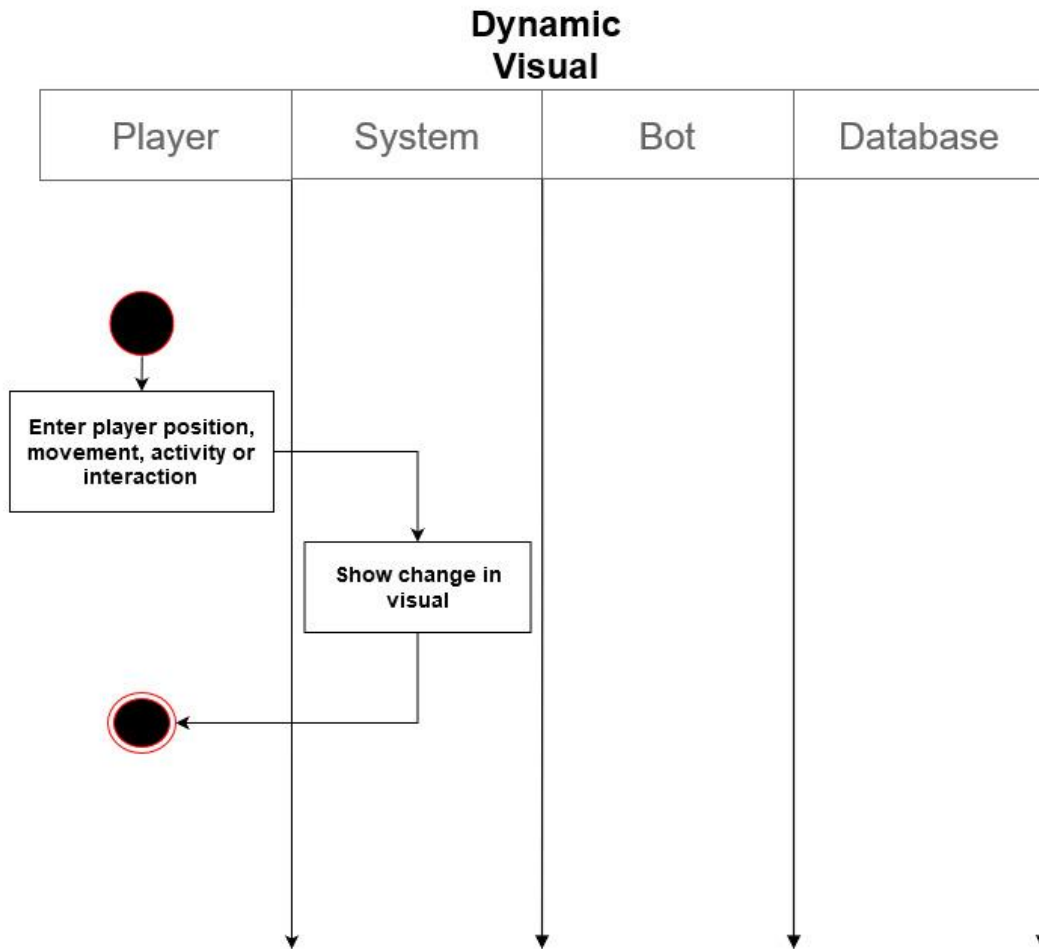 Dynamic
Visual
Player
System
Bot
Database
Enter player position,
movement, activity or
interaction
Show change in
visual